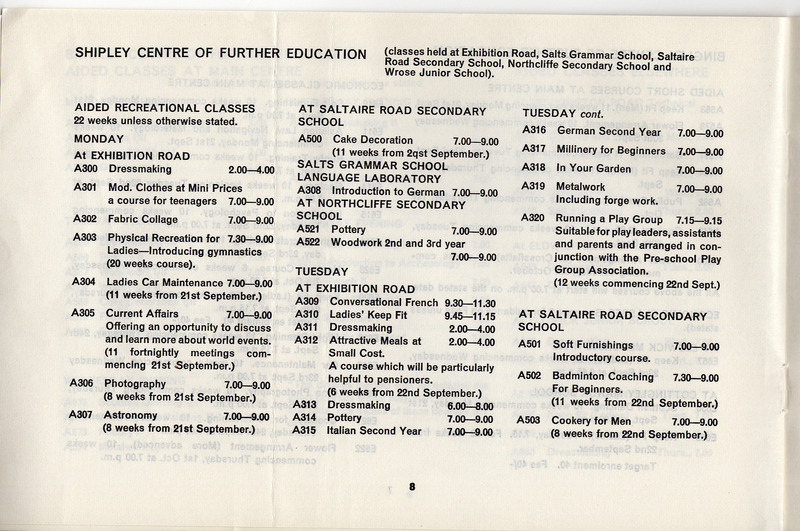 SHIPLEY CENTRE OF FURTHER EDUCATION
(classes held at Exhibition Road, Salts Grammar School, Saltaire
Road Secondary School, Northcliffe Secondary School and
Wrose Junior School).
AIDED RECREATIONAL CLASSES
22 weeks unless otherwise stated.
MONDAY
At EXHIBITION ROAD
A300 Dressmaking 2.00—4.00
A301 Mod. Clothes at Mini Prices
a course for teenagers 7.00—9.00
A302 Fabric Collage 7.00—9.00
A303 Physical Recreation for 7.30—9.00
Ladies—Introducing gymnastics
(20 weeks course).
A304 Ladies Car Maintenance 7.00—9.00
(11 weeks from 21st September.)
A305 Current Affairs 7.00—9.00
Offering an opportunity to discuss
and learn more about world events.
(11 fortnightly meetings com-
mencing 21st September.)
A306 Photography 7.00—9.00
(8 weeks from 21st September.)
A307 Astronomy 7.00—9.00
(8 weeks from 21st September.)
AT SALTAIRE ROAD SECONDARY
SCHOOL
A500 Cake Decoration 7.00—9.00
(11 weeks from 2qst September.)
SALTS GRAMMAR SCHOOL
LANGUAGE LABORATORY
A308 Introduction to German 7.00—9.00
AT NORTHCLIFFE SECONDARY
SCHOOL
A521 Pottery 7.00—9.00
A522 Woodwork 2nd and 3rd year
7.00—9.00
TUESDAY
AT EXHIBITION ROAD
A309 Conversational French 9.30—11.30
A310 Ladies' Keep Fit 9.45—11.15
A311 Dressmaking 2.00—4.00
A312 Attractive Meals at 2.00—4.00
Small Cost.
A course which will be particularly
helpful to pensioners.
(6 weeks from 22nd September.)
A313 Dressmaking 6.00—8.00
A314 Pottery 7.00—9.00
A315 Italian Second Year 7.00—9.00
TUESDAY cont.
A316 German Second Year 7.00—9.00
A317 Millinery for Beginners 7.00—9.00
A318 In Your Garden 7.00—9.00
A319 Metalwork 7.00—9.00
Including forge work.
A320 Running a Play Group 7.15—9.15
Suitable for play leaders, assistants
and parents and arranged in con-
junction with the Pre-school Play
Group Association.
(12 weeks commencing 22nd Sept.)
AT SALTAIRE ROAD SECONDARY
SCHOOL
A501 Soft Furnishings 7.00—9.00
Introductory course.
A502 Badminton Coaching 7.30—9.00
For Beginners.
(11 weeks from 22nd September.)
A503 Cookery for Men 7.00—9.00
(8 weeks from 22nd September.)
8